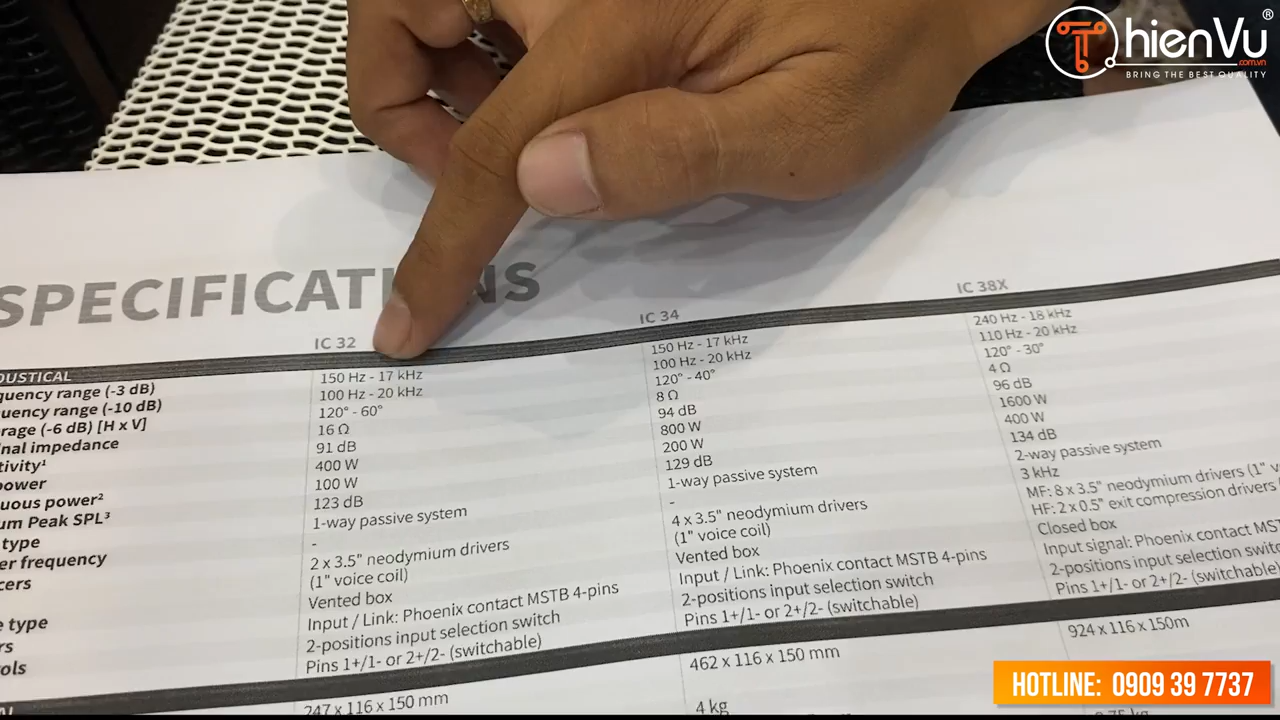 ThienVu®
.com.vn
BRING THE BEST QUALITY
SPECIFICATIONS
IC 32 IC 34 IC 38X
OUSTICAL
quency range (-3 dB) 150 Hz - 17 kHz 150 Hz - 17 kHz 240 Hz - 18 kHz
quency range (-10 dB) 100 Hz - 20 kHz 100 Hz - 20 kHz 110 Hz - 20 kHz
rage (-6 dB) [H x V] 120° - 60° 120° - 40° 120° - 30°
nal impedance 16 Ω 8 Ω 4 Ω
tivity¹ 91 dB 94 dB 96 dB
power 400 W 800 W 1600 W
uous power² 100 W 200 W 400 W
um Peak SPL³ 123 dB 129 dB 134 dB
type 1-way passive system 1-way passive system 2-way passive system
er frequency - - 3 kHz
cers 2 x 3.5" neodymium drivers 4 x 3.5" neodymium drivers MF: 8 x 3.5" neodymium drivers (1" v
(1" voice coil) (1" voice coil) HF: 2 x 0.5" exit compression drivers (
e type Vented box Vented box Closed box
rs Input / Link: Phoenix contact MSTB 4-pins Input / Link: Phoenix contact MSTB 4-pins Input signal: Phoenix contact MST
ols 2-positions input selection switch 2-positions input selection switch 2-positions input selection switc
Pins 1+/1- or 2+/2- (switchable) Pins 1+/1- or 2+/2- (switchable) Pins 1+/1- or 2+/2- (switchable
247 x 116 x 150 mm 462 x 116 x 150 mm 924 x 116 x 150m
4 kg
HOTLINE: 0909 39 7737